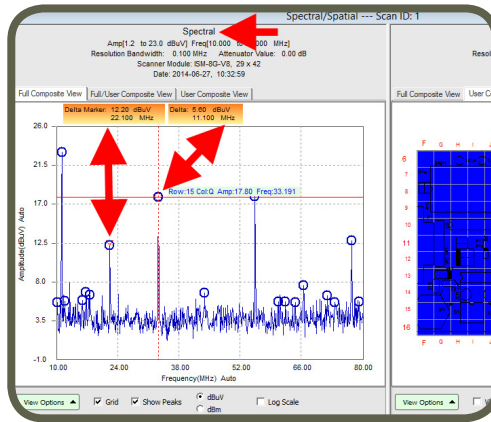 Spectral/Spatial --- Scan ID: 1
Spectral
Amp[1.2 to 23.0 dBuV] Freq[10.000 to 000 MHz]
Resolution Bandwidth: 0.100 MHz Attenuator Value: 0.00 dB
Scanner Module: ISM-8G-V8, 29 x 42
Date: 2014-06-27, 10:32:59
Resol
Full Composite View Full/User Composite View User Composite View
Full Composite View User C
Delta Marker: 12.20 dBuV
22.100 MHz
Delta: 5.60 dBuV
11.100 MHz
26.0
21.5
17.0
12.5
8.0
3.5
-1.0
Amplitude(dBuV) Auto
Row:15 Col:Q Amp:17.80 Freq:33.191
10.00 24.00 38.00 52.00 66.00 80.00
Frequency(MHz) Auto
F G H I
6
7
8
9
10
11
12
13
14
15
16
F G H I
View Options Grid Show Peaks dBuV Log Scale
dBm
View Options